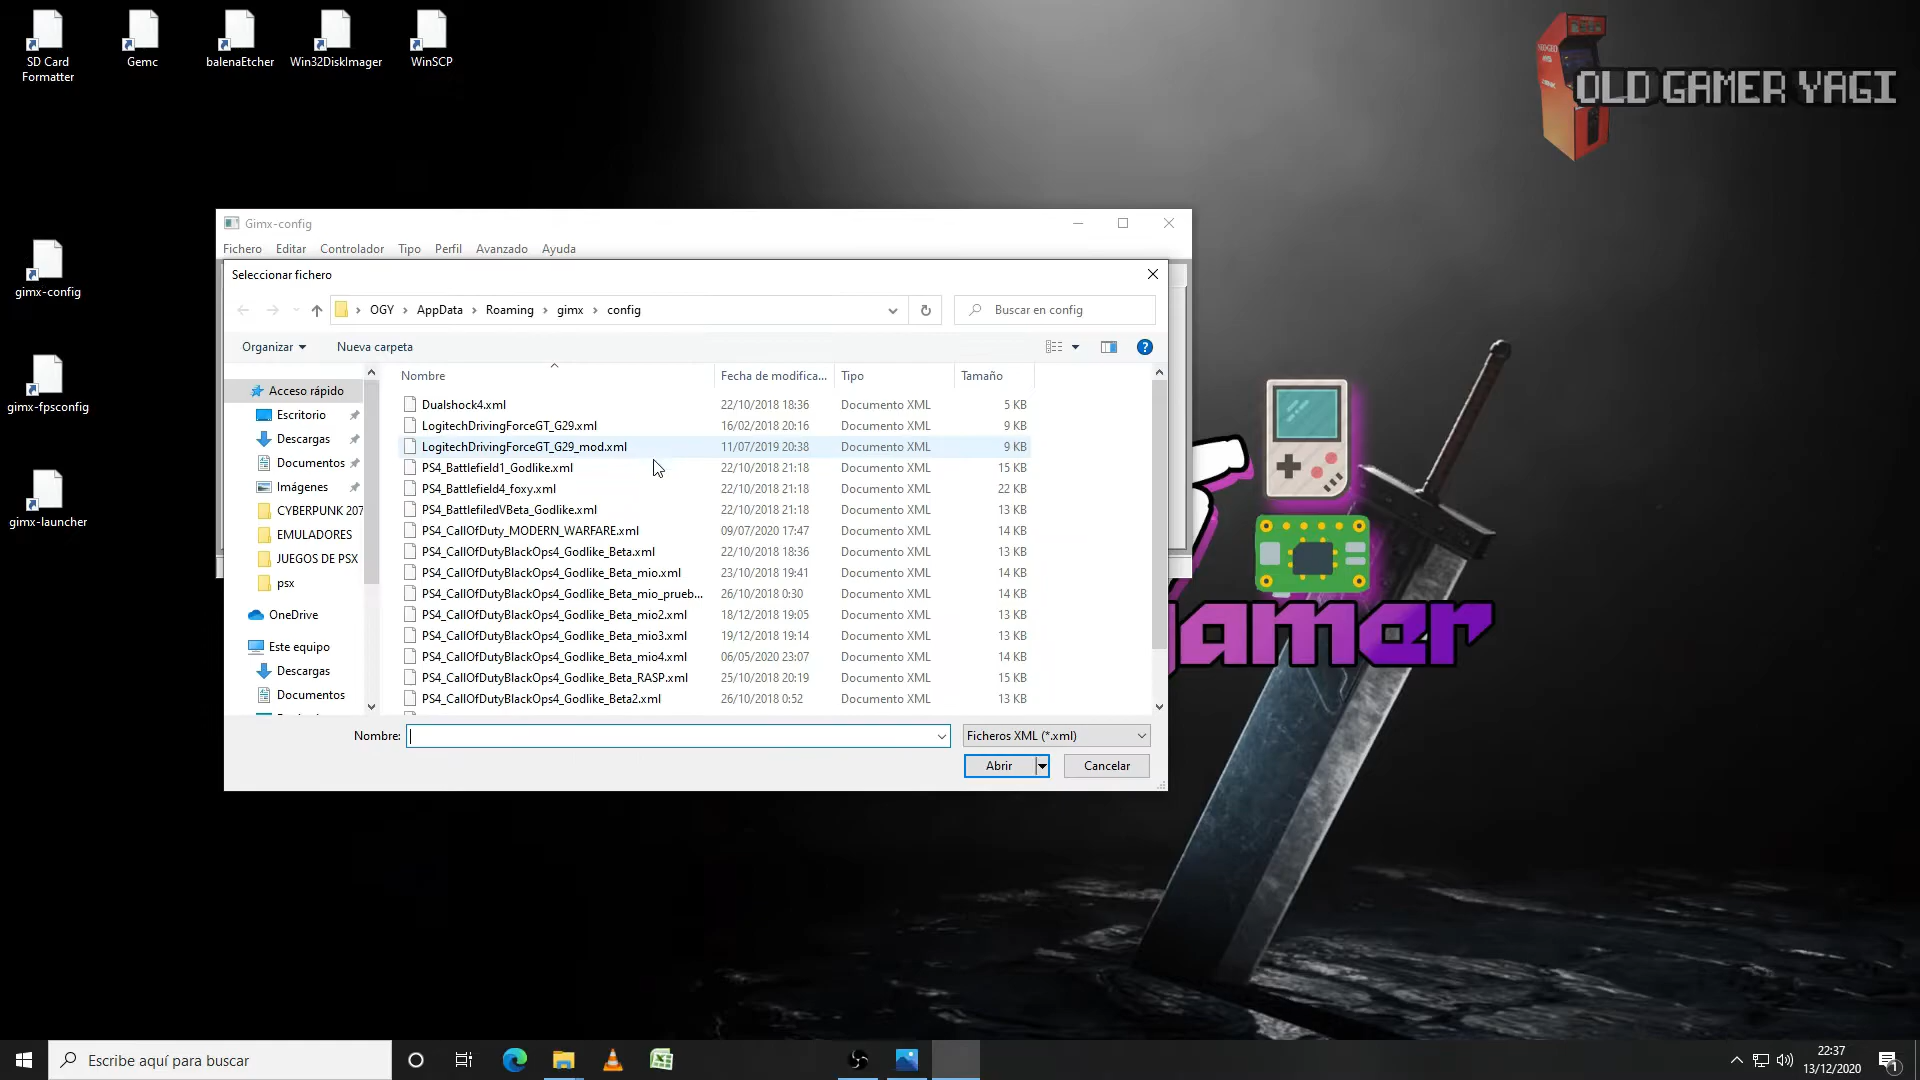 SD Card
Formatter
Gemc
balenaEtcher
Win32DiskImager
WinSCP
OLD GAMER YAGI
gimx-config
gimx-fpsconfig
gimx-launcher
Gimx-config
Fichero Editar Controlador Tipo Perfil Avanzado Ayuda
Seleccionar fichero
OGY AppData Roaming gimx config
Buscar en config
Organizar Nueva carpeta
Nombre Fecha de modifica... Tipo Tamaño
Acceso rápido
Escritorio
Descargas
Documentos
Imágenes
CYBERPUNK 207
EMULADORES
JUEGOS DE PSX
psx
OneDrive
Este equipo
Descargas
Documentos
Dualshock4.xml 22/10/2018 18:36 Documento XML 5 KB
LogitechDrivingForceGT_G29.xml 16/02/2018 20:16 Documento XML 9 KB
LogitechDrivingForceGT_G29_mod.xml 11/07/2019 20:38 Documento XML 9 KB
PS4_Battlefield1_Godlike.xml 22/10/2018 21:18 Documento XML 15 KB
PS4_Battlefield4_foxy.xml 22/10/2018 21:18 Documento XML 22 KB
PS4_BattlefiledVBeta_Godlike.xml 22/10/2018 21:18 Documento XML 13 KB
PS4_CallOfDuty_MODERN_WARFARE.xml 09/07/2020 17:47 Documento XML 14 KB
PS4_CallOfDutyBlackOps4_Godlike_Beta.xml 22/10/2018 18:36 Documento XML 13 KB
PS4_CallOfDutyBlackOps4_Godlike_Beta_mio.xml 23/10/2018 19:41 Documento XML 14 KB
PS4_CallOfDutyBlackOps4_Godlike_Beta_mio_prueb... 26/10/2018 0:30 Documento XML 14 KB
PS4_CallOfDutyBlackOps4_Godlike_Beta_mio2.xml 18/12/2018 19:05 Documento XML 13 KB
PS4_CallOfDutyBlackOps4_Godlike_Beta_mio3.xml 19/12/2018 19:14 Documento XML 13 KB
PS4_CallOfDutyBlackOps4_Godlike_Beta_mio4.xml 06/05/2020 23:07 Documento XML 14 KB
PS4_CallOfDutyBlackOps4_Godlike_Beta_RASP.xml 25/10/2018 20:19 Documento XML 15 KB
PS4_CallOfDutyBlackOps4_Godlike_Beta2.xml 26/10/2018 0:52 Documento XML 13 KB
Nombre:
Ficheros XML (*.xml)
Abrir Cancelar
gamer
Escribe aquí para buscar
22:37
13/12/2020
1